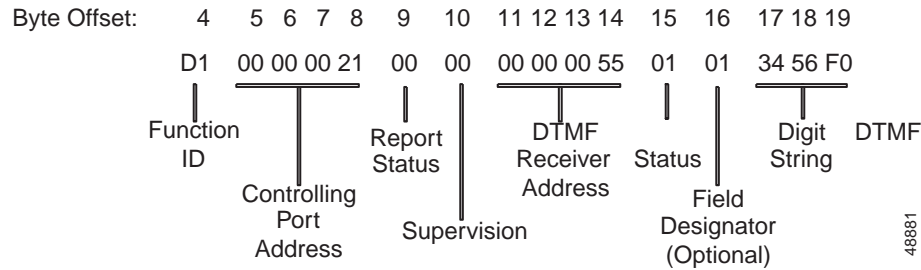 Byte Offset: 4 5 6 7 8 9 10 11 12 13 14 15 16 17 18 19
D1 00 00 00 21 00 00 00 00 00 55 01 01 34 56 F0
Function ID
Controlling Port Address
Report Status
Supervision
DTMF Receiver Address
Status
Field Designator (Optional)
Digit String
DTMF
48881